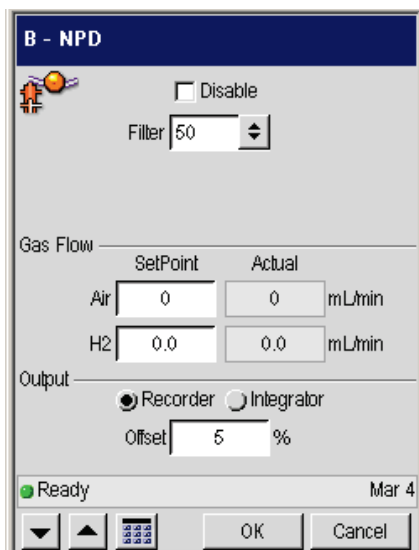 B - NPD
Disable
Filter 50
Gas Flow
SetPoint Actual
Air 0 0 mL/min
H2 0.0 0.0 mL/min
Output
Recorder Integrator
Offset 5 %
Ready Mar 4
OK Cancel